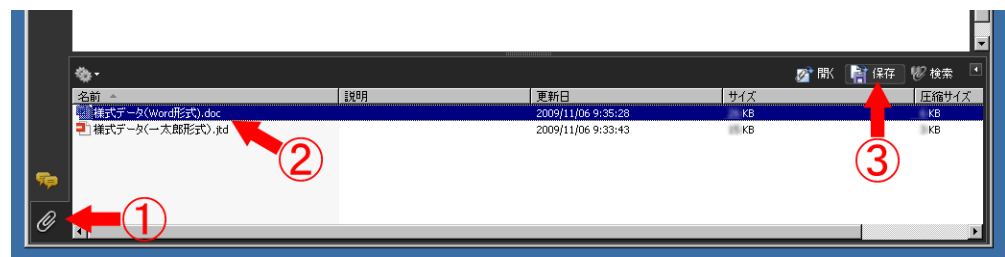 開く 保存 検索
名前 説明 更新日 サイズ 圧縮サイズ
様式データ(Word形式).doc 2009/11/06 9:35:28 KB KB
様式データ(一太郎形式).jtd 2009/11/06 9:33:43 KB KB
② ③
①